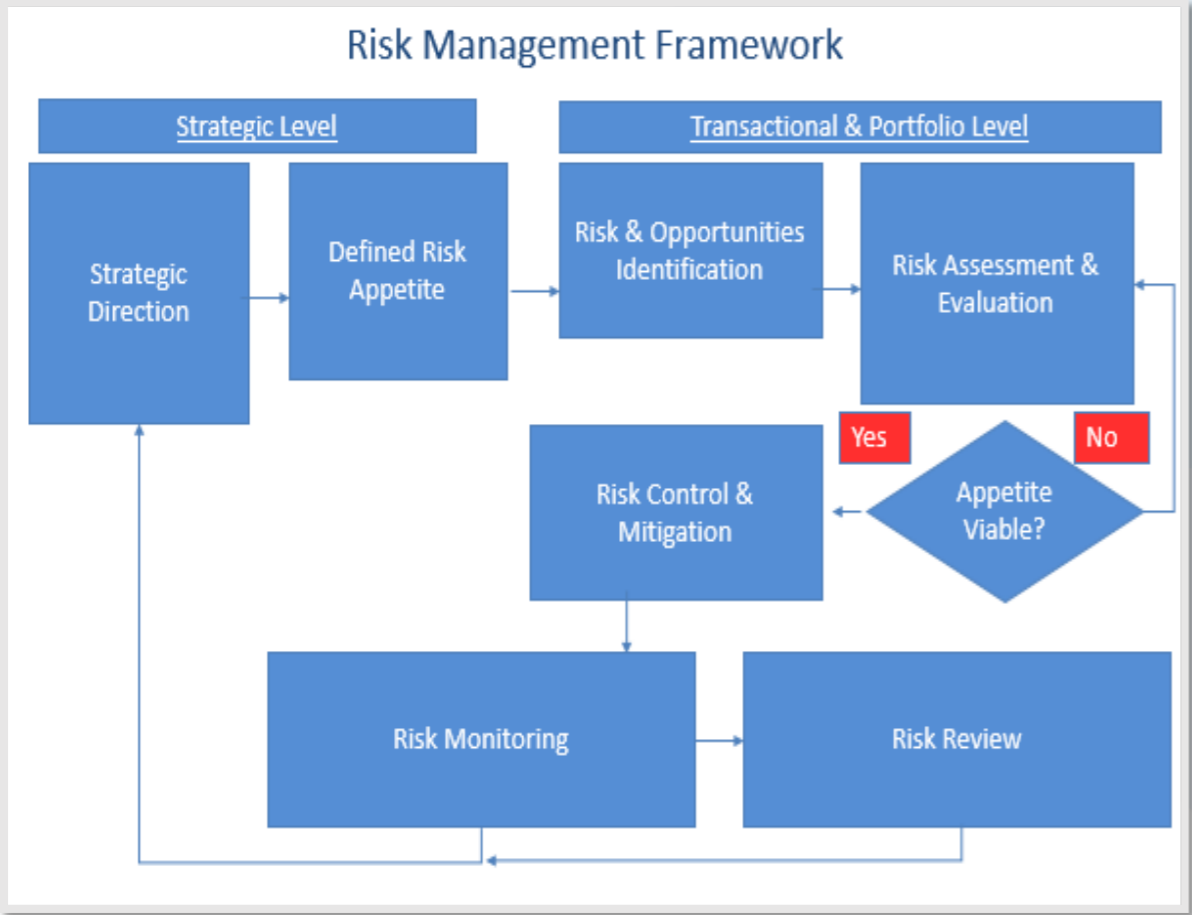 Risk Management Framework
Strategic Level
Transactional & Portfolio Level
Strategic
Direction
Defined Risk
Appetite
Risk & Opportunities
Identification
Risk Assessment &
Evaluation
Yes
No
Appetite
Viable?
Risk Control &
Mitigation
Risk Monitoring
Risk Review